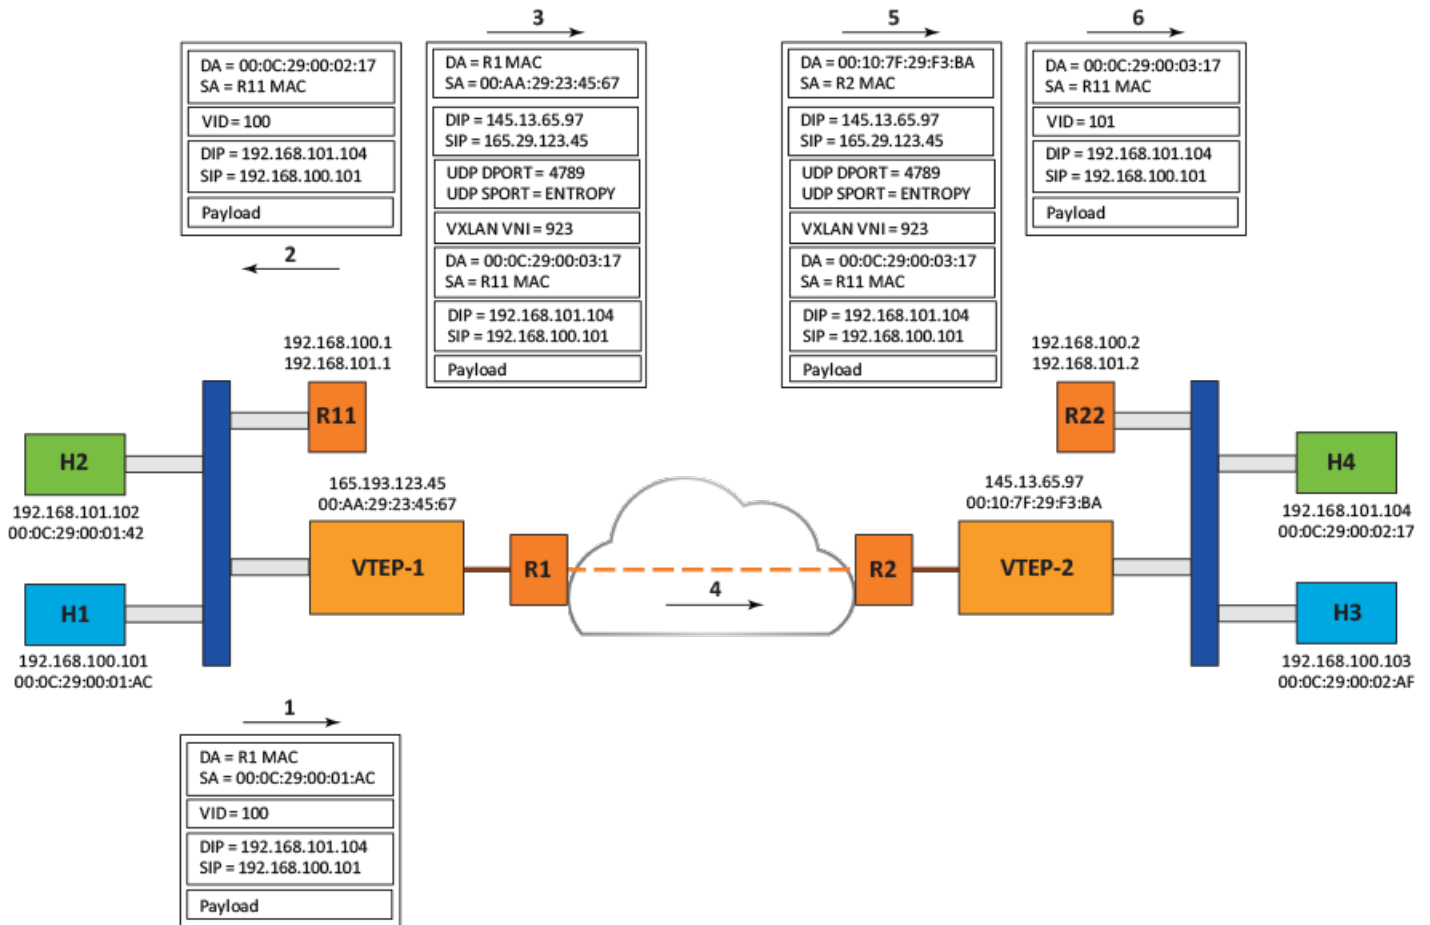 3
5
6
DA = 00:0C:29:00:02:17
SA = R11 MAC
VID = 100
DIP = 192.168.101.104
SIP = 192.168.100.101
Payload
2
DA = R1 MAC
SA = 00:AA:29:23:45:67
DIP = 145.13.65.97
SIP = 165.29.123.45
UDP DPORT = 4789
UDP SPORT = ENTROPY
VXLAN VNI = 923
DA = 00:0C:29:00:03:17
SA = R11 MAC
DIP = 192.168.101.104
SIP = 192.168.100.101
Payload
DA = 00:10:7F:29:F3:BA
SA = R2 MAC
DIP = 145.13.65.97
SIP = 165.29.123.45
UDP DPORT = 4789
UDP SPORT = ENTROPY
VXLAN VNI = 923
DA = 00:0C:29:00:03:17
SA = R11 MAC
DIP = 192.168.101.104
SIP = 192.168.100.101
Payload
DA = 00:0C:29:00:03:17
SA = R11 MAC
VID = 101
DIP = 192.168.101.104
SIP = 192.168.100.101
Payload
192.168.100.1
192.168.101.1
R11
192.168.100.2
192.168.101.2
R22
H2
192.168.101.102
00:0C:29:00:01:42
165.193.123.45
00:AA:29:23:45:67
VTEP-1
R1
4
R2
145.13.65.97
00:10:7F:29:F3:BA
VTEP-2
H4
192.168.101.104
00:0C:29:00:02:17
H1
192.168.100.101
00:0C:29:00:01:AC
H3
192.168.100.103
00:0C:29:00:02:AF
1
DA = R1 MAC
SA = 00:0C:29:00:01:AC
VID = 100
DIP = 192.168.101.104
SIP = 192.168.100.101
Payload